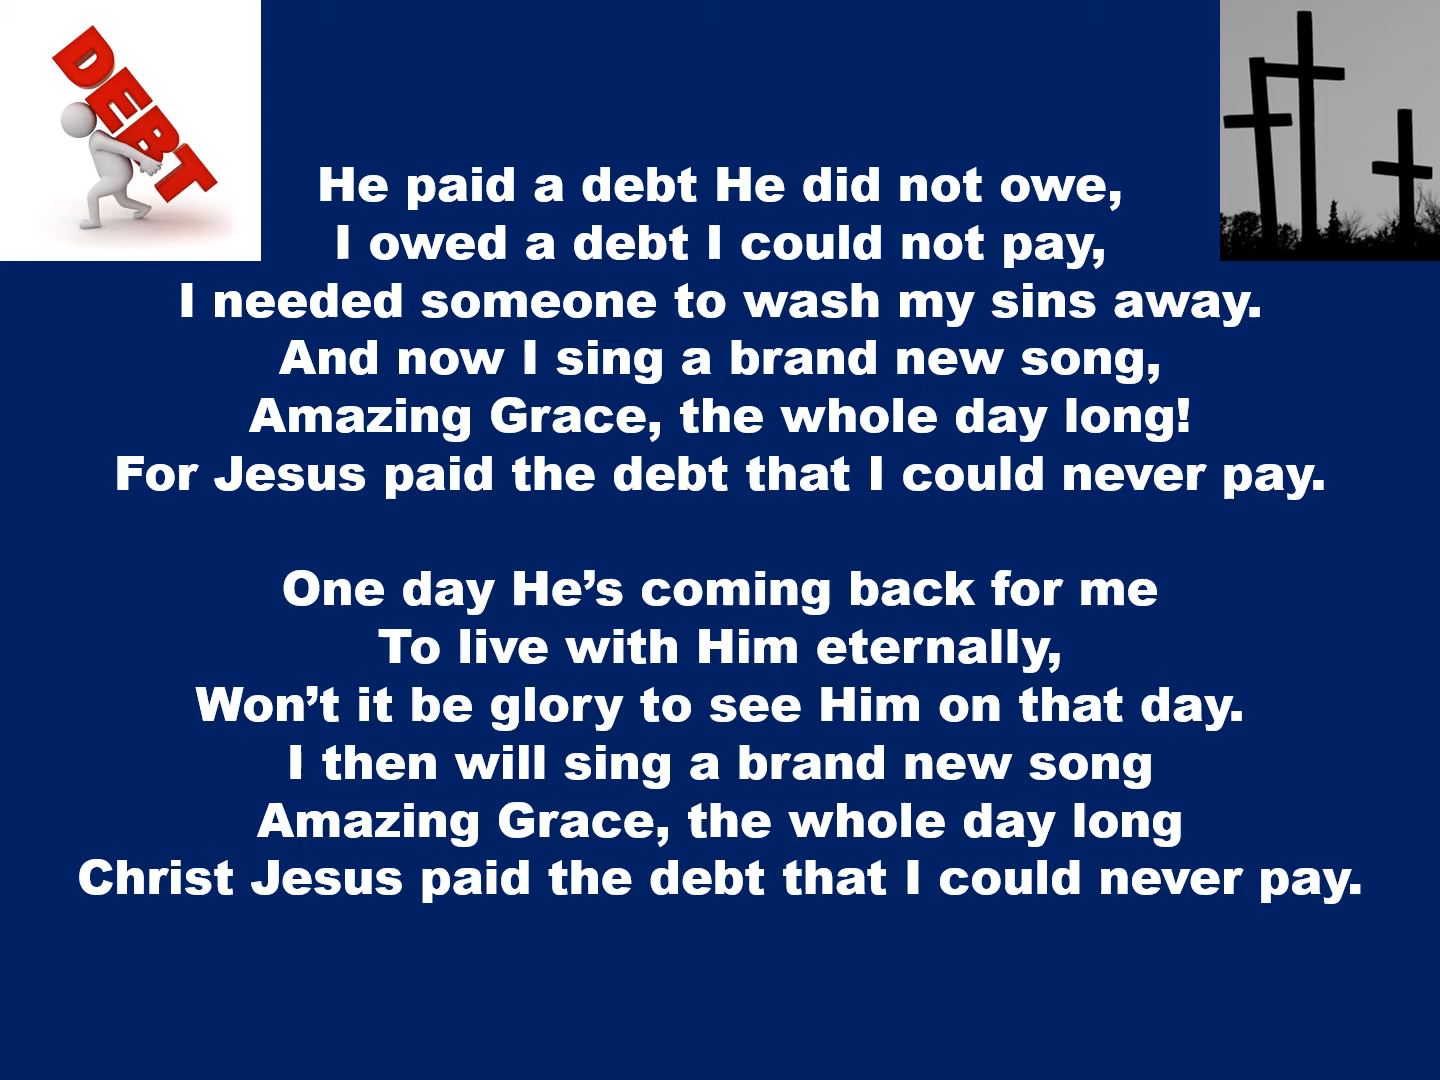 DEBT
He paid a debt He did not owe,
I owed a debt I could not pay,
I needed someone to wash my sins away.
And now I sing a brand new song,
Amazing Grace, the whole day long!
For Jesus paid the debt that I could never pay.
One day He’s coming back for me
To live with Him eternally,
Won’t it be glory to see Him on that day.
I then will sing a brand new song
Amazing Grace, the whole day long
Christ Jesus paid the debt that I could never pay.